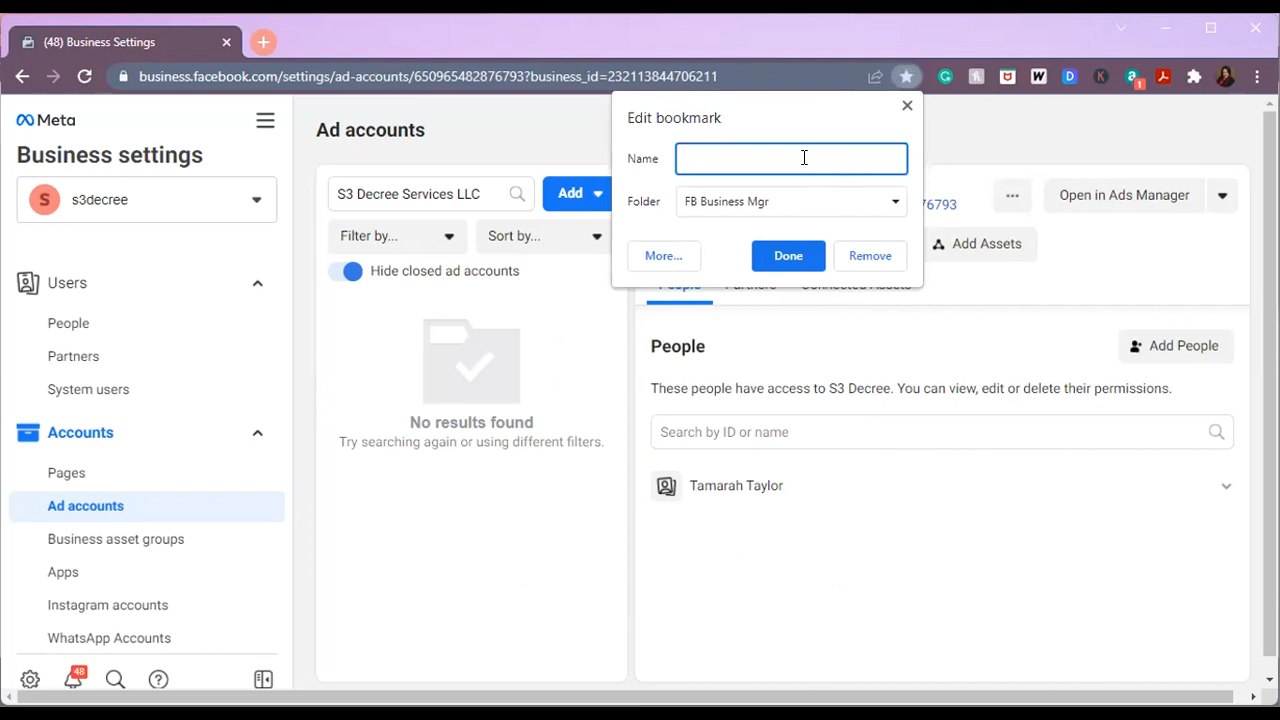 (48) Business Settings
business.facebook.com/settings/ad-accounts/650965482876793?business_id=232113844706211
1
Meta
Business settings
S
s3decree
Users
People
Partners
System users
Accounts
Pages
Ad accounts
Business asset groups
Apps
Instagram accounts
WhatsApp Accounts
48
Ad accounts
S3 Decree Services LLC
Add
Filter by...
Sort by...
Hide closed ad accounts
No results found
Try searching again or using different filters.
Edit bookmark
Name
Folder
FB Business Mgr
More...
Done
Remove
76793
Open in Ads Manager
Add Assets
People
Partners
Connected Assets
People
Add People
These people have access to S3 Decree. You can view, edit or delete their permissions.
Search by ID or name
Tamarah Taylor